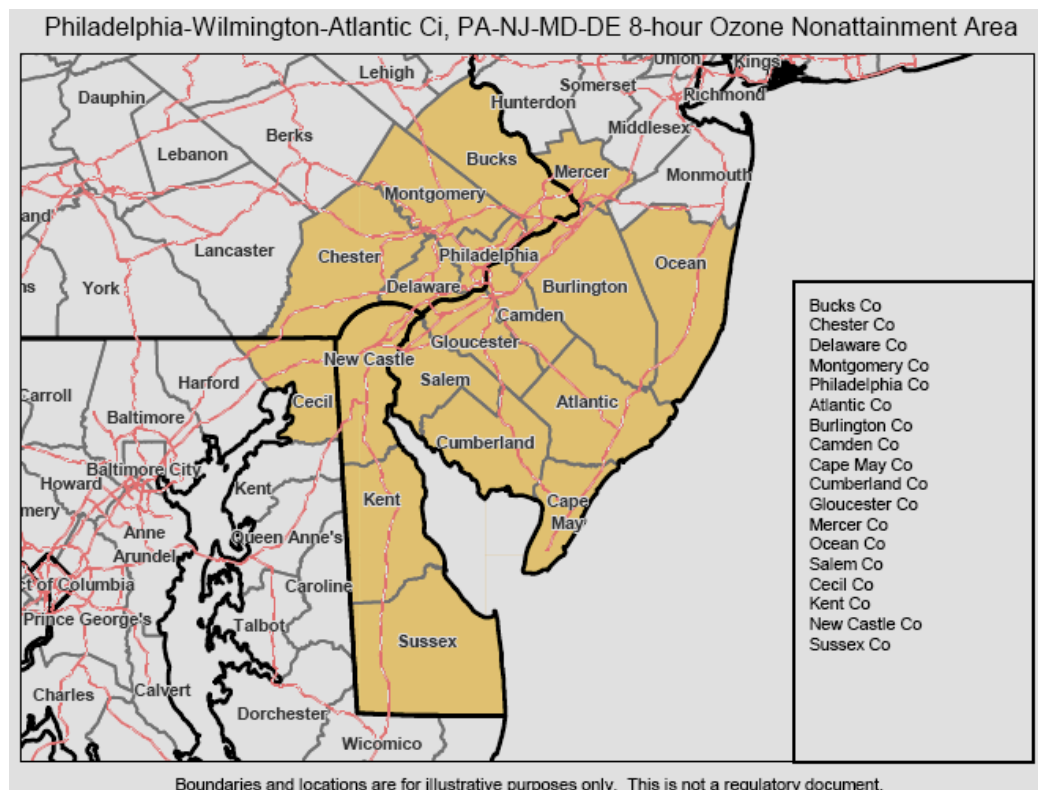 Philadelphia-Wilmington-Atlantic Ci, PA-NJ-MD-DE 8-hour Ozone Nonattainment Area
Union
Kings
Lehigh
Somerset
Dauphin
Hunterdon
Richmond
Middlesex
Berks
Lebanon
Bucks
Mercer
Monmouth
Montgomery
and
Lancaster
Chester
Philadelphia
Ocean
ns
York
Delaware
Burlington
Camden
Gloucester
New Castle
Harford
Salem
Carroll
Cecil
Atlantic
Baltimore
Cumberland
Baltimore City
Howard
Kent
Kent
Cape
May
mery
Anne
Arundel
Queen Anne's
ct of Columbia
Caroline
Prince George's
Talbot
Sussex
Charles
Calvert
Dorchester
Wicomico
Bucks Co
Chester Co
Delaware Co
Montgomery Co
Philadelphia Co
Atlantic Co
Burlington Co
Camden Co
Cape May Co
Cumberland Co
Gloucester Co
Mercer Co
Ocean Co
Salem Co
Cecil Co
Kent Co
New Castle Co
Sussex Co
Boundaries and locations are for illustrative purposes only. This is not a regulatory document.